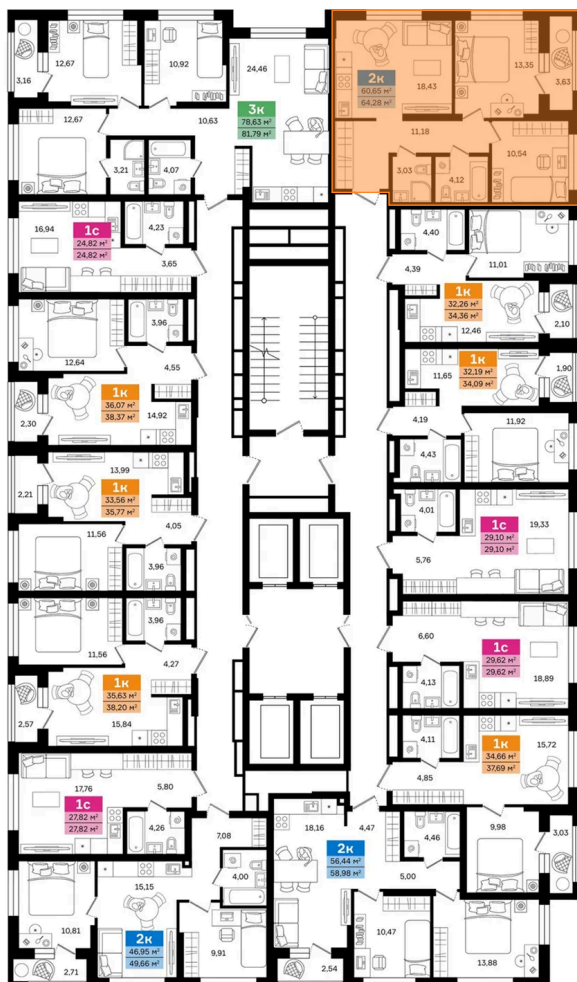 3,16
12,67
10,92
24,46
3к
78,63 м²
81,79 м²
12,67
10,63
3,21
4,07
2к
60,65 м²
64,28 м²
18,43
13,35
3,63
11,18
3,03
4,12
10,54
16,94
1с
24,82 м²
24,82 м²
4,23
3,65
4,40
11,01
4,39
1к
32,26 м²
34,36 м²
12,46
2,10
12,64
3,96
4,55
1к
36,07 м²
38,37 м²
14,92
2,30
11,65
1к
32,19 м²
34,09 м²
1,90
4,19
11,92
4,43
2,21
13,99
1к
33,56 м²
35,77 м²
4,05
11,56
3,96
4,01
1с
29,10 м²
29,10 м²
19,33
5,76
11,56
3,96
4,27
1к
35,63 м²
38,20 м²
2,57
15,84
6,60
1с
29,62 м²
29,62 м²
4,13
18,89
4,11
1к
34,66 м²
37,69 м²
15,72
4,85
17,76
5,80
1с
27,82 м²
27,82 м²
4,26
7,08
18,16
4,47
2к
56,44 м²
58,98 м²
4,46
9,98
3,03
5,00
15,15
4,00
10,81
2к
46,95 м²
49,66 м²
2,71
9,91
2,54
10,47
13,88